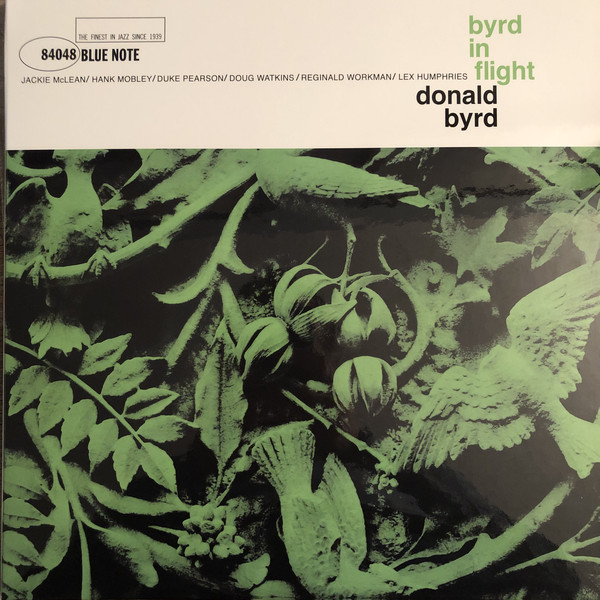 THE FINEST IN JAZZ SINCE 1939
84048 BLUE NOTE
JACKIE McLEAN/ HANK MOBLEY/ DUKE PEARSON/ DOUG WATKINS/ REGINALD WORKMAN/ LEX HUMPHRIES
byrd
in
flight
donald
byrd